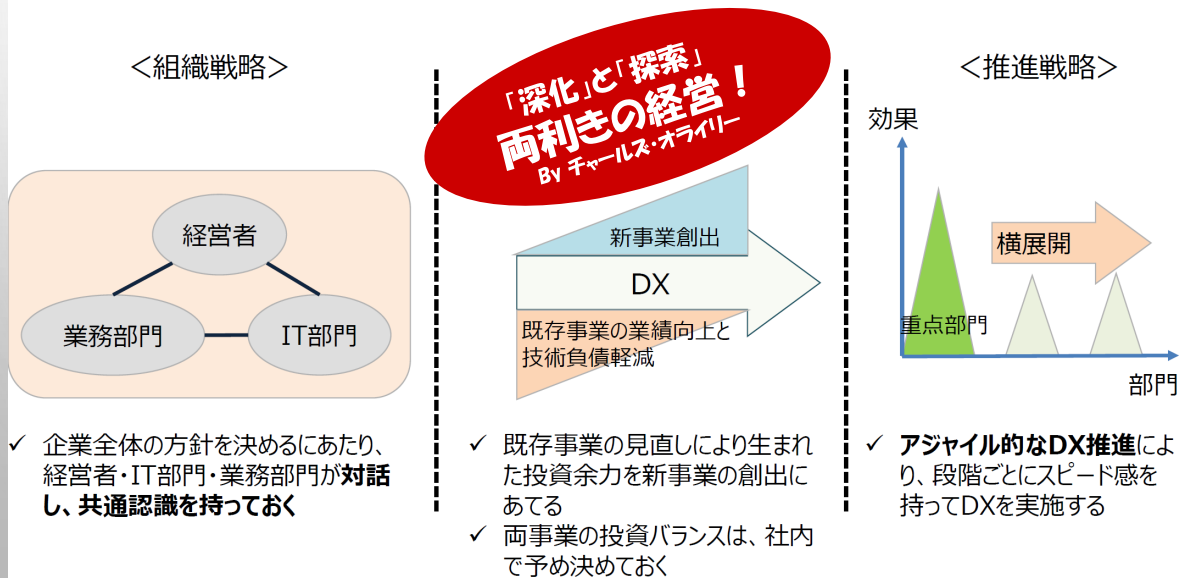 ＜組織戦略＞
経営者
業務部門
IT部門
✓ 企業全体の方針を決めるにあたり、
経営者・IT部門・業務部門が対話
し、共通認識を持っておく
「深化」と「探索」
両利きの経営！
By チャールズ・オライリー
新事業創出
DX
既存事業の業績向上と
技術負債軽減
✓ 既存事業の見直しにより生まれ
た投資余力を新事業の創出に
あてる
✓ 両事業の投資バランスは、社内
で予め決めておく
＜推進戦略＞
効果
横展開
重点部門
部門
✓ アジャイル的なDX推進によ
り、段階ごとにスピード感を
持ってDXを実施する